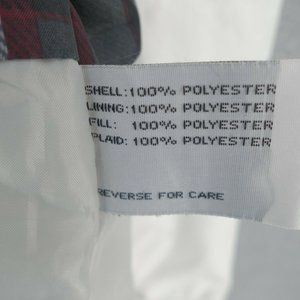 SHELL: 100% POLYESTER
LINING: 100% POLYESTER
FILL: 100% POLYESTER
PLAID: 100% POLYESTER
REVERSE FOR CARE